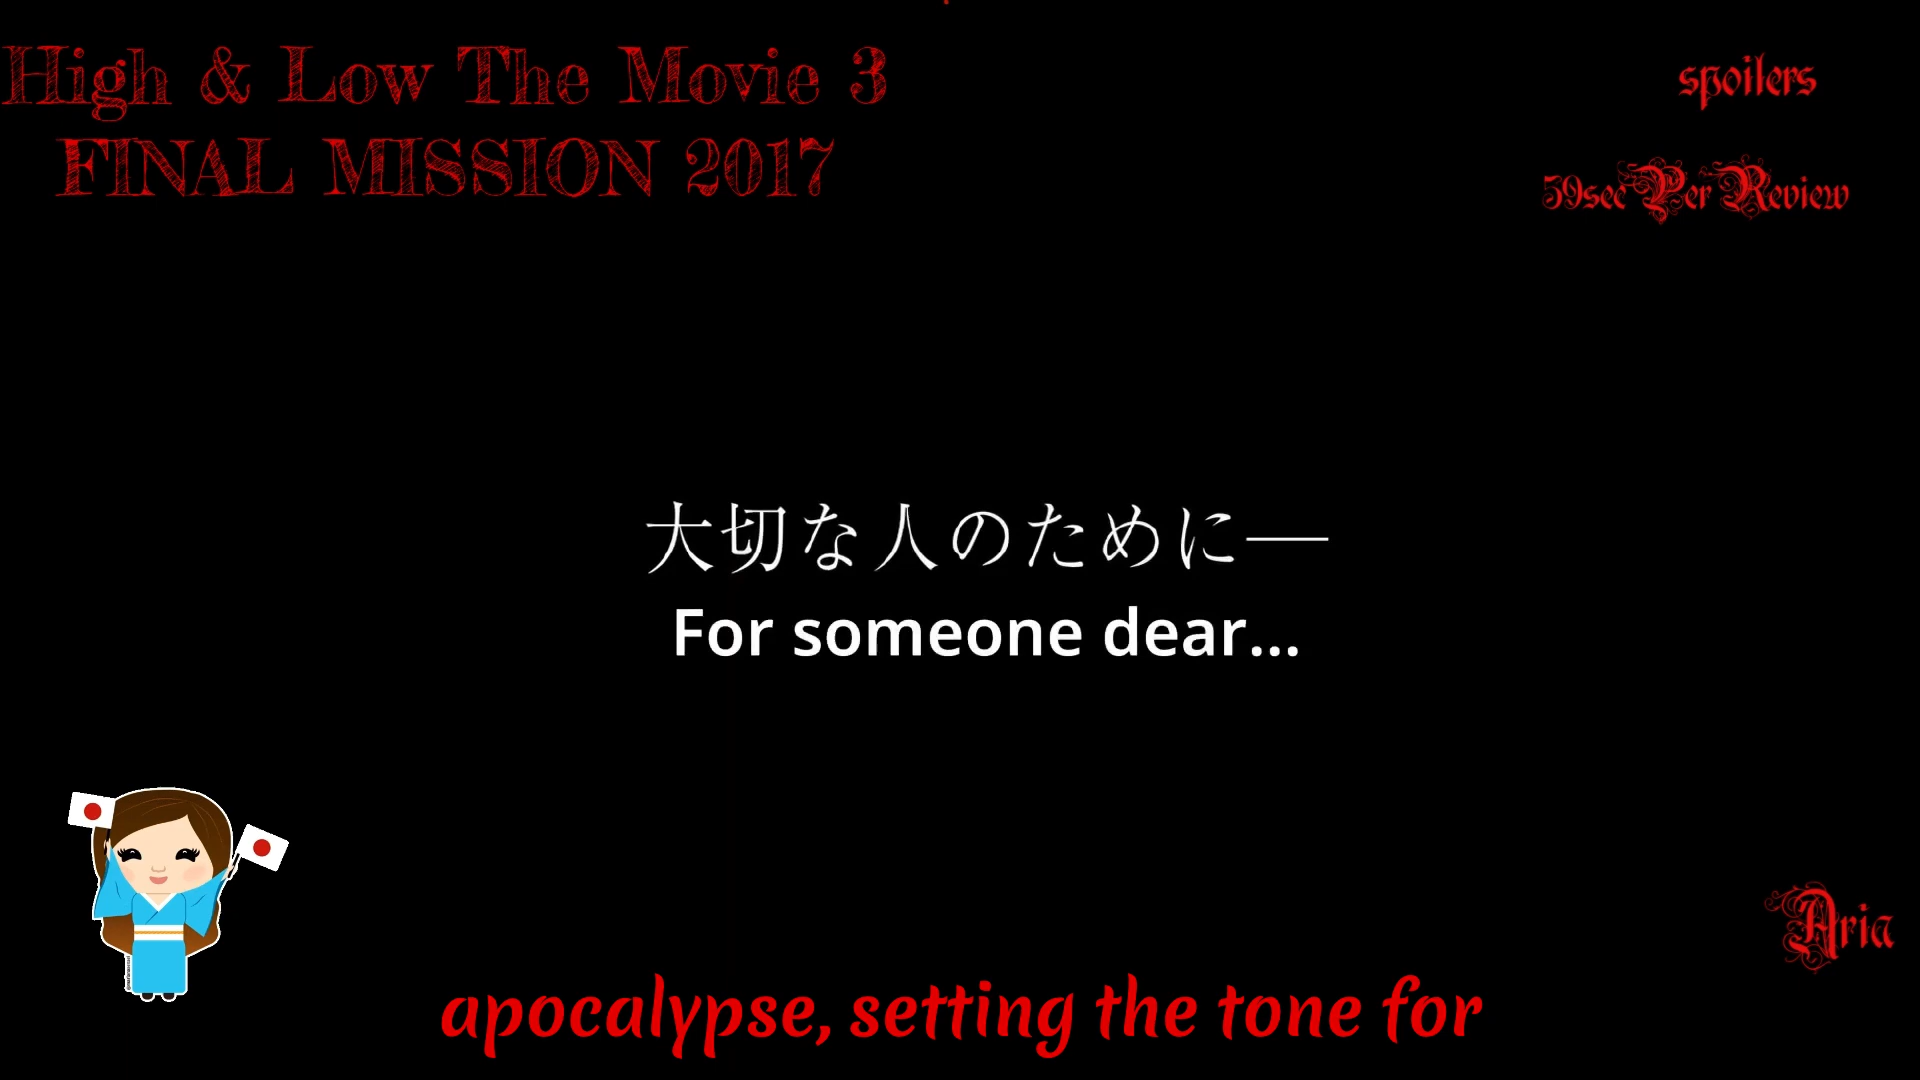 High & Low The Movie 3
FINAL MISSION 2017
spoilers
59sec Per Review
大切な人のために—
For someone dear...
Aria
apocalypse, setting the tone for